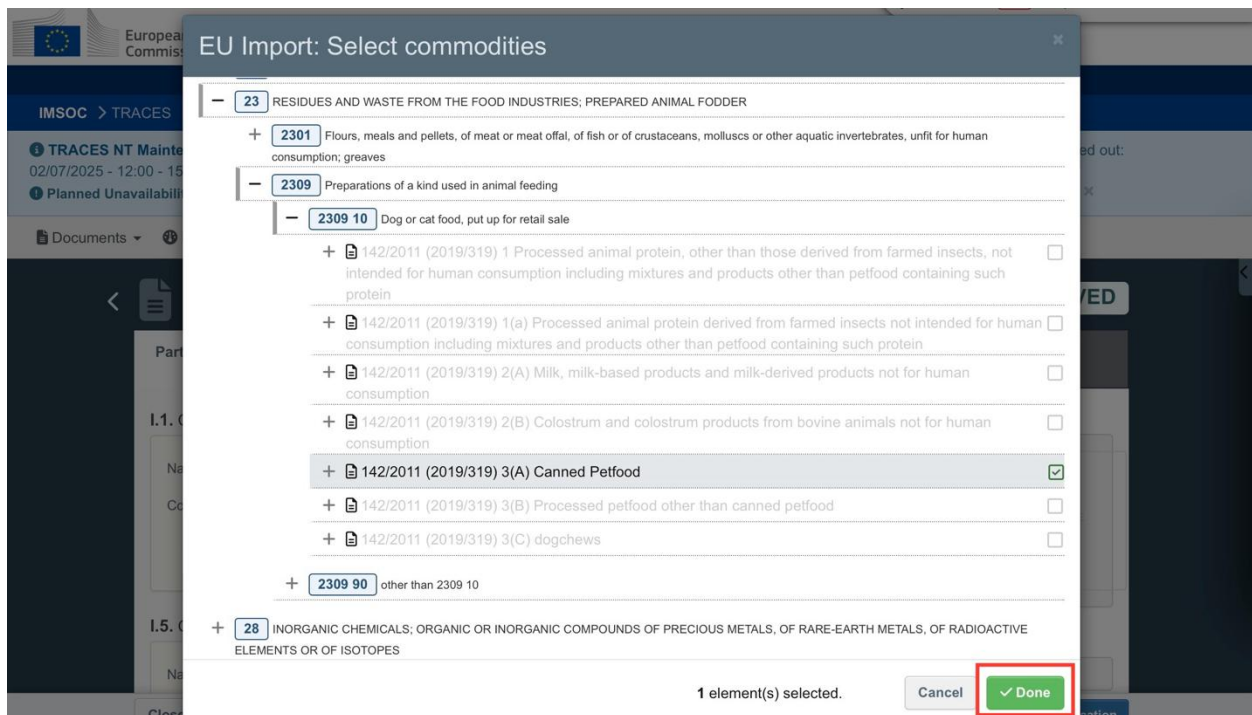 EU Import: Select commodities
×
IMSOC > TRACES
TRACES NT Mainte
02/07/2025 - 12:00 - 15
Planned Unavailabili
ed out:
×
Documents
VED
Part
I.1.
Na
Co
I.5.
Na
23 RESIDUES AND WASTE FROM THE FOOD INDUSTRIES; PREPARED ANIMAL FODDER
2301 Flours, meals and pellets, of meat or meat offal, of fish or of crustaceans, molluscs or other aquatic invertebrates, unfit for human
consumption; greaves
2309 Preparations of a kind used in animal feeding
2309 10 Dog or cat food, put up for retail sale
142/2011 (2019/319) 1 Processed animal protein, other than those derived from farmed insects, not
intended for human consumption including mixtures and products other than petfood containing such
protein
142/2011 (2019/319) 1(a) Processed animal protein derived from farmed insects not intended for human
consumption including mixtures and products other than petfood containing such protein
142/2011 (2019/319) 2(A) Milk, milk-based products and milk-derived products not for human
consumption
142/2011 (2019/319) 2(B) Colostrum and colostrum products from bovine animals not for human
consumption
142/2011 (2019/319) 3(A) Canned Petfood
142/2011 (2019/319) 3(B) Processed petfood other than canned petfood
142/2011 (2019/319) 3(C) dogchews
2309 90 other than 2309 10
28 INORGANIC CHEMICALS; ORGANIC OR INORGANIC COMPOUNDS OF PRECIOUS METALS, OF RARE-EARTH METALS, OF RADIOACTIVE
ELEMENTS OR OF ISOTOPES
1 element(s) selected.
Cancel
Done